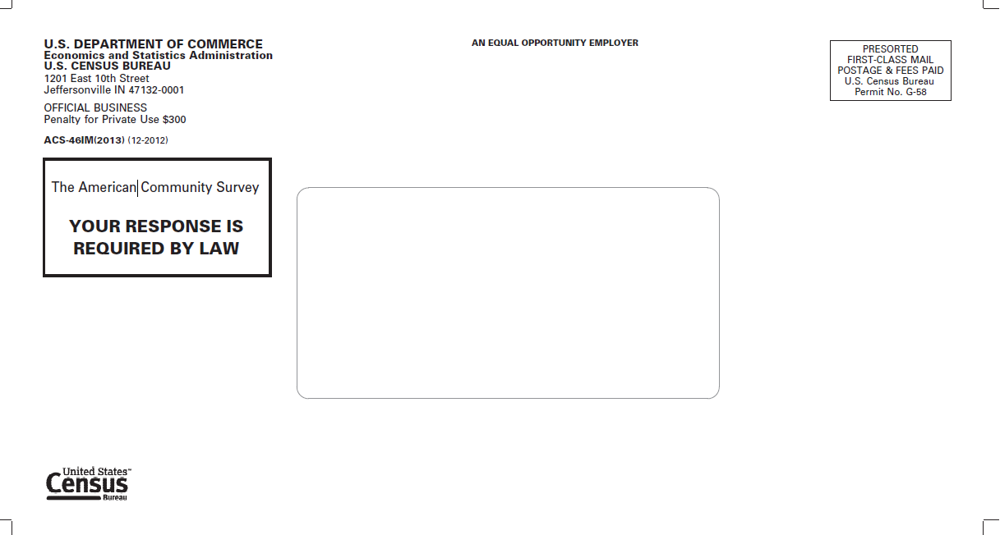 U.S. DEPARTMENT OF COMMERCE
Economics and Statistics Administration
U.S. CENSUS BUREAU
1201 East 10th Street
Jeffersonville IN 47132-0001
OFFICIAL BUSINESS
Penalty for Private Use $300
ACS-46IM(2013) (12-2012)
AN EQUAL OPPORTUNITY EMPLOYER
PRESORTED
FIRST-CLASS MAIL
POSTAGE & FEES PAID
U.S. Census Bureau
Permit No. G-58
The American Community Survey
YOUR RESPONSE IS
REQUIRED BY LAW
United States™
Census
Bureau